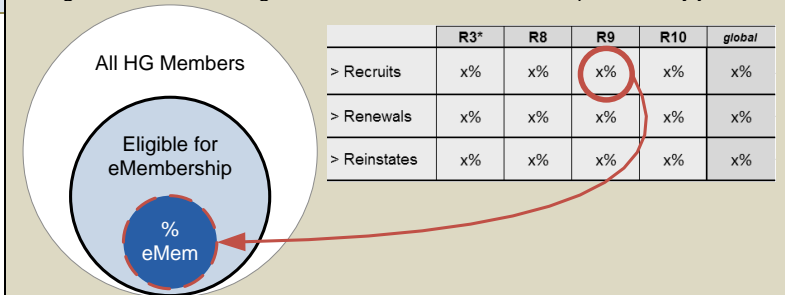 All HG Members
Eligible for
eMembership
%
eMem
R3* R8 R9 R10 global
> Recruits x% x% x% x% x%
> Renewals x% x% x% x% x%
> Reinstates x% x% x% x% x%